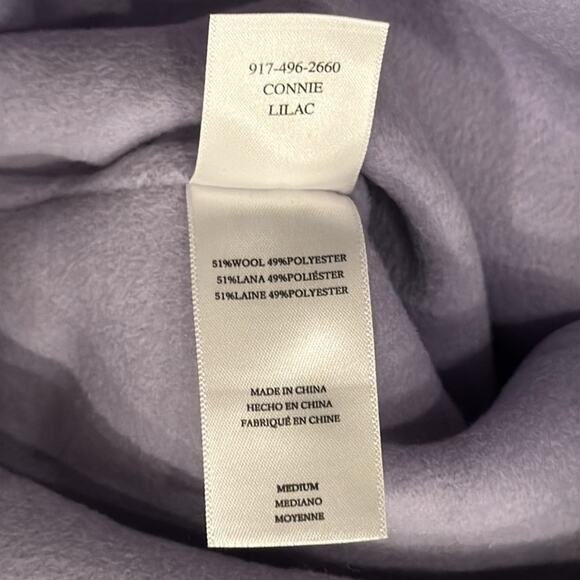 917-496-2660
CONNIE
LILAC
51%WOOL 49%POLYESTER
51%LANA 49%POLIÉSTER
51%LAINE 49%POLYESTER
MADE IN CHINA
HECHO EN CHINA
FABRIQUÉ EN CHINE
MEDIUM
MEDIANO
MOYENNE